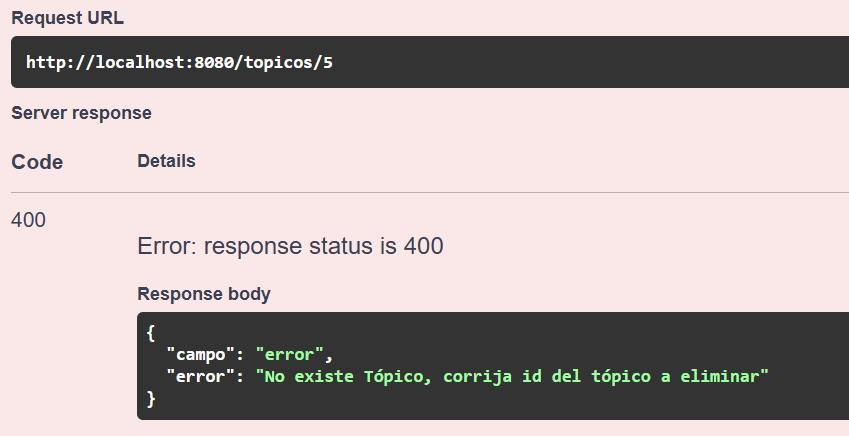 Request URL
http://localhost:8080/topicos/5
Server response
Code Details
400
Error: response status is 400
Response body
{
"campo": "error",
"error": "No existe Tópico, corrija id del tópico a eliminar"
}